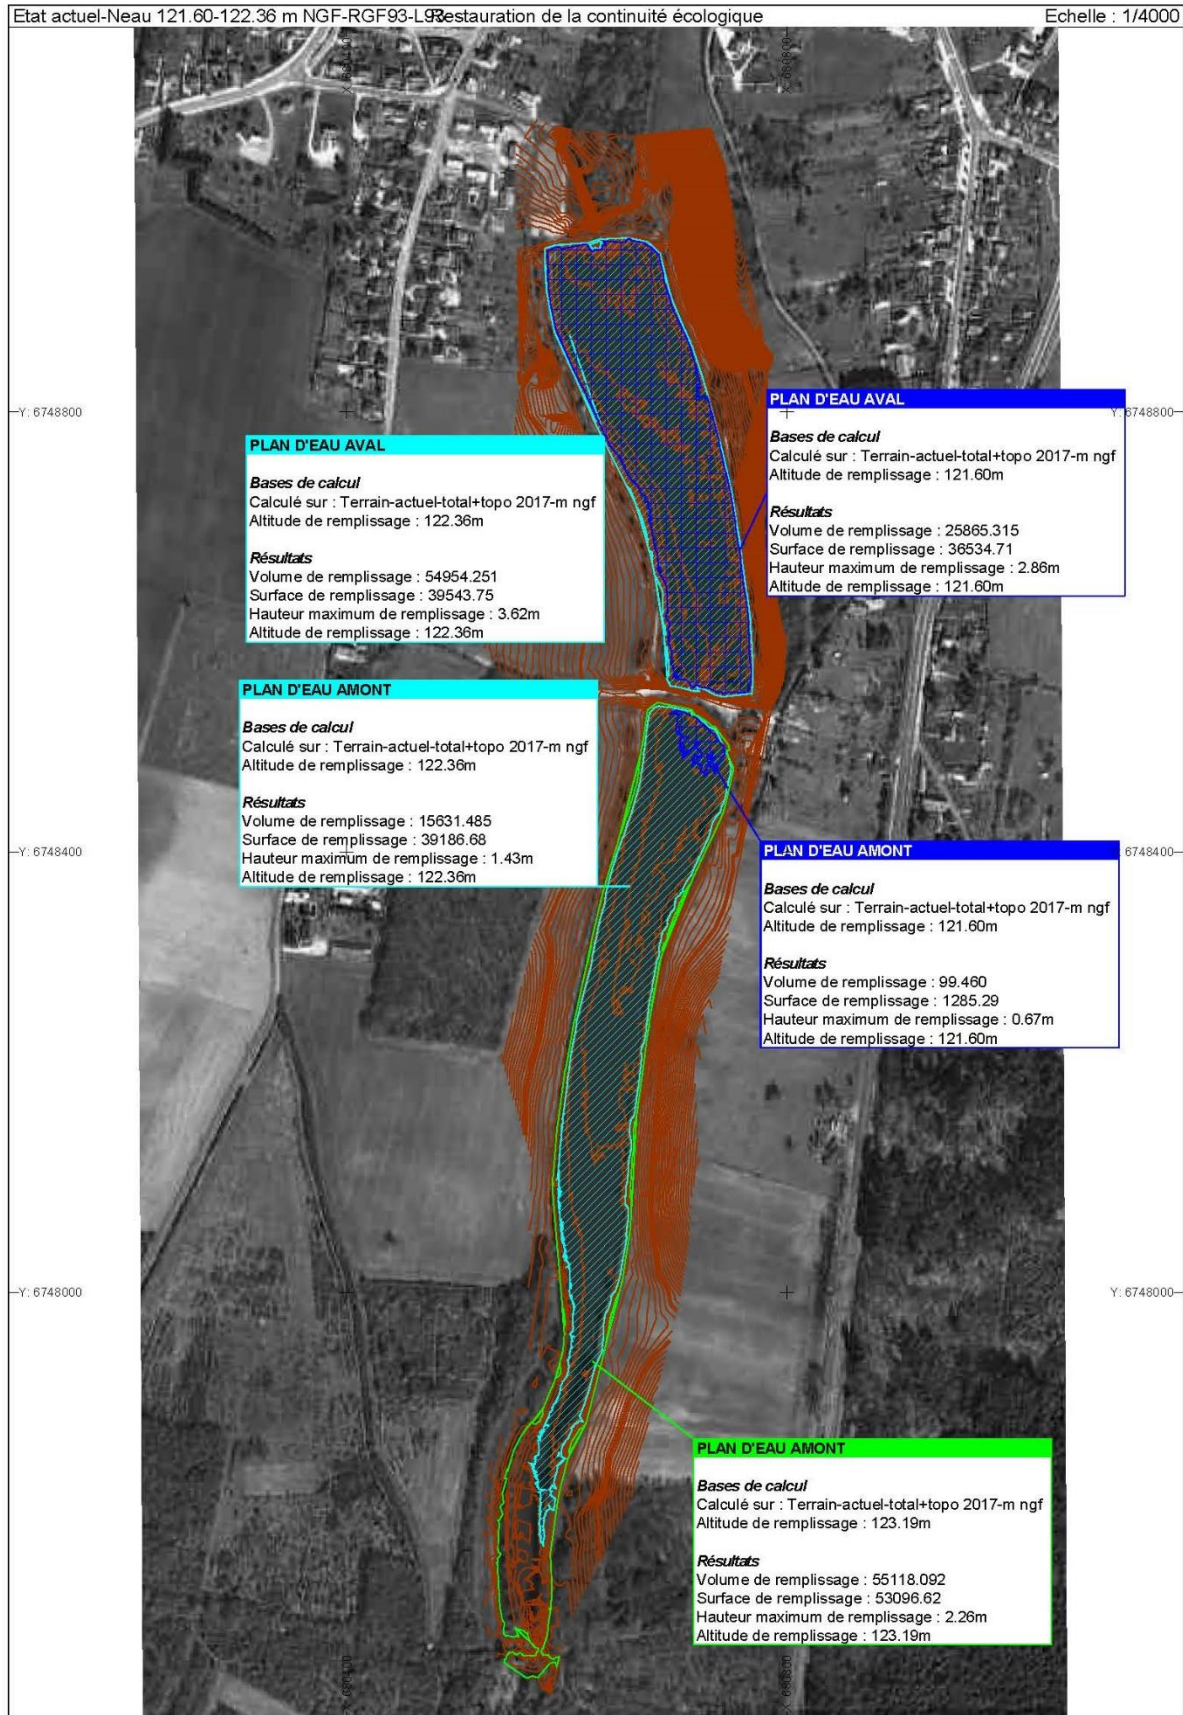 Etat actuel-Neau 121.60-122.36 m NGF-RGF93-L93 Restauration de la continuité écologique Echelle : 1/4000
X: 680400 X: 680800
Y: 6748800 Y: 6748800
PLAN D'EAU AVAL
Bases de calcul
Calculé sur : Terrain-actuel-total+topo 2017-m ngf
Altitude de remplissage : 121.60m
Résultats
Volume de remplissage : 25865.315
Surface de remplissage : 36534.71
Hauteur maximum de remplissage : 2.86m
Altitude de remplissage : 121.60m
PLAN D'EAU AVAL
Bases de calcul
Calculé sur : Terrain-actuel-total+topo 2017-m ngf
Altitude de remplissage : 122.36m
Résultats
Volume de remplissage : 54954.251
Surface de remplissage : 39543.75
Hauteur maximum de remplissage : 3.62m
Altitude de remplissage : 122.36m
PLAN D'EAU AMONT
Bases de calcul
Calculé sur : Terrain-actuel-total+topo 2017-m ngf
Altitude de remplissage : 122.36m
Résultats
Volume de remplissage : 15631.485
Surface de remplissage : 39186.68
Hauteur maximum de remplissage : 1.43m
Altitude de remplissage : 122.36m
Y: 6748400 Y: 6748400
PLAN D'EAU AMONT
Bases de calcul
Calculé sur : Terrain-actuel-total+topo 2017-m ngf
Altitude de remplissage : 121.60m
Résultats
Volume de remplissage : 99.460
Surface de remplissage : 1285.29
Hauteur maximum de remplissage : 0.67m
Altitude de remplissage : 121.60m
Y: 6748000 Y: 6748000
PLAN D'EAU AMONT
Bases de calcul
Calculé sur : Terrain-actuel-total+topo 2017-m ngf
Altitude de remplissage : 123.19m
Résultats
Volume de remplissage : 55118.092
Surface de remplissage : 53096.62
Hauteur maximum de remplissage : 2.26m
Altitude de remplissage : 123.19m
X: 680400 X: 680800